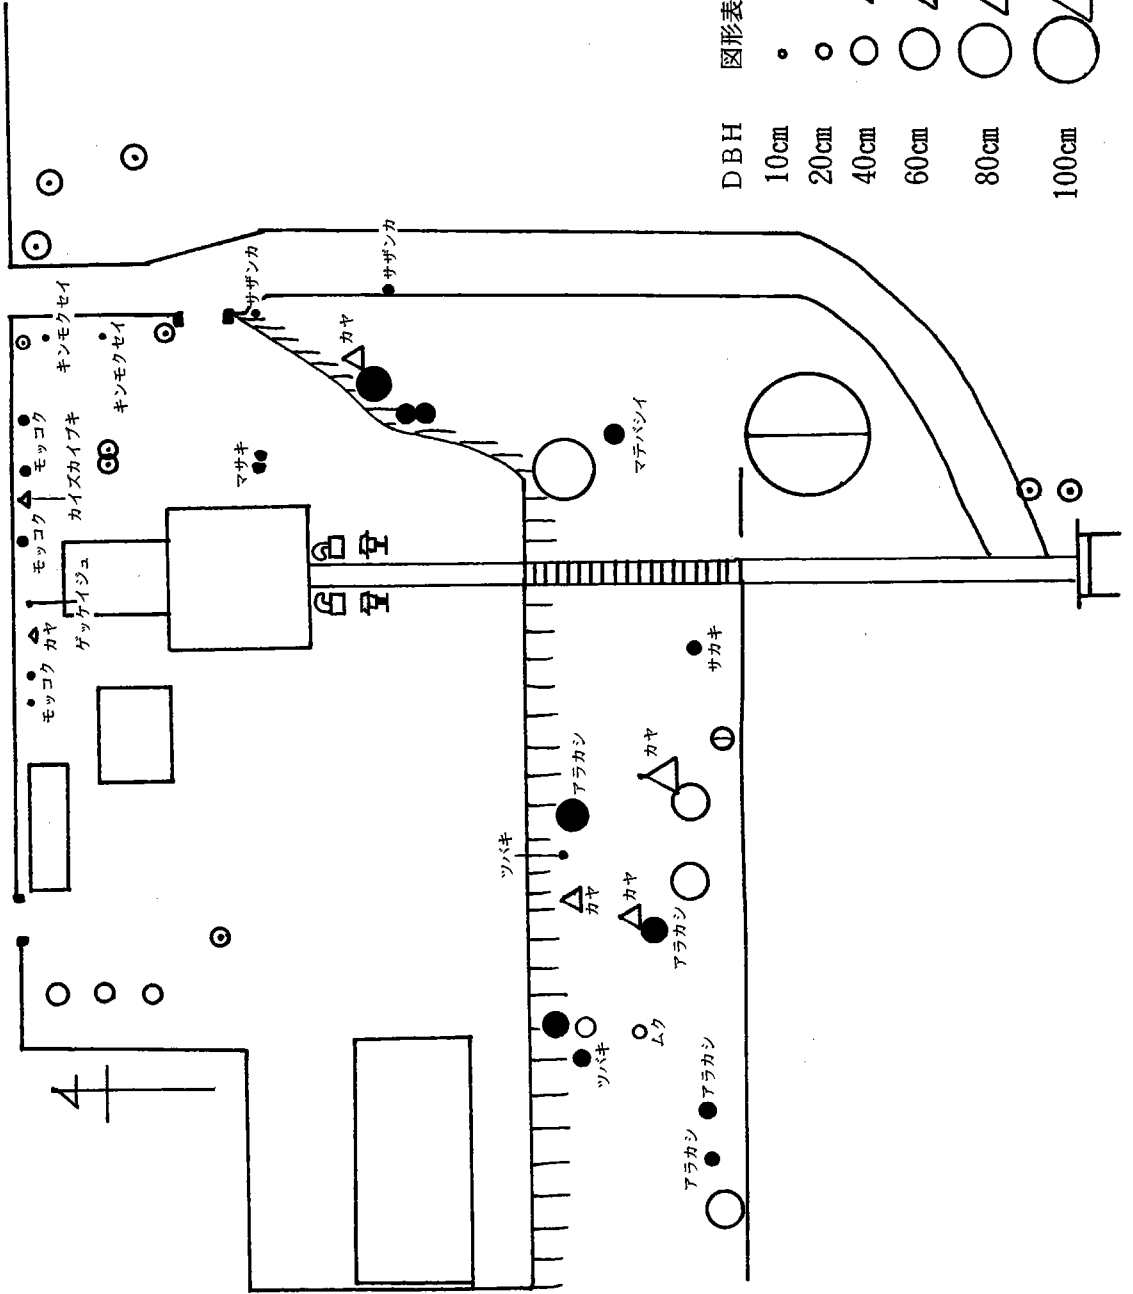 キンモクセイ
キンモクセイ
モッコク
カイズカイブキ
モッコク
ゲッケイジュ
カヤ
モッコク
サザンカ
サザンカ
カヤ
マサキ
マテバシイ
サカキ
カヤ
アラカシ
ツバキ
カヤ
カヤ
アラカシ
ツバキ
ムク
アラカシ
アラカシ
DBH 図形表
10cm
20cm
40cm
60cm
80cm
100cm